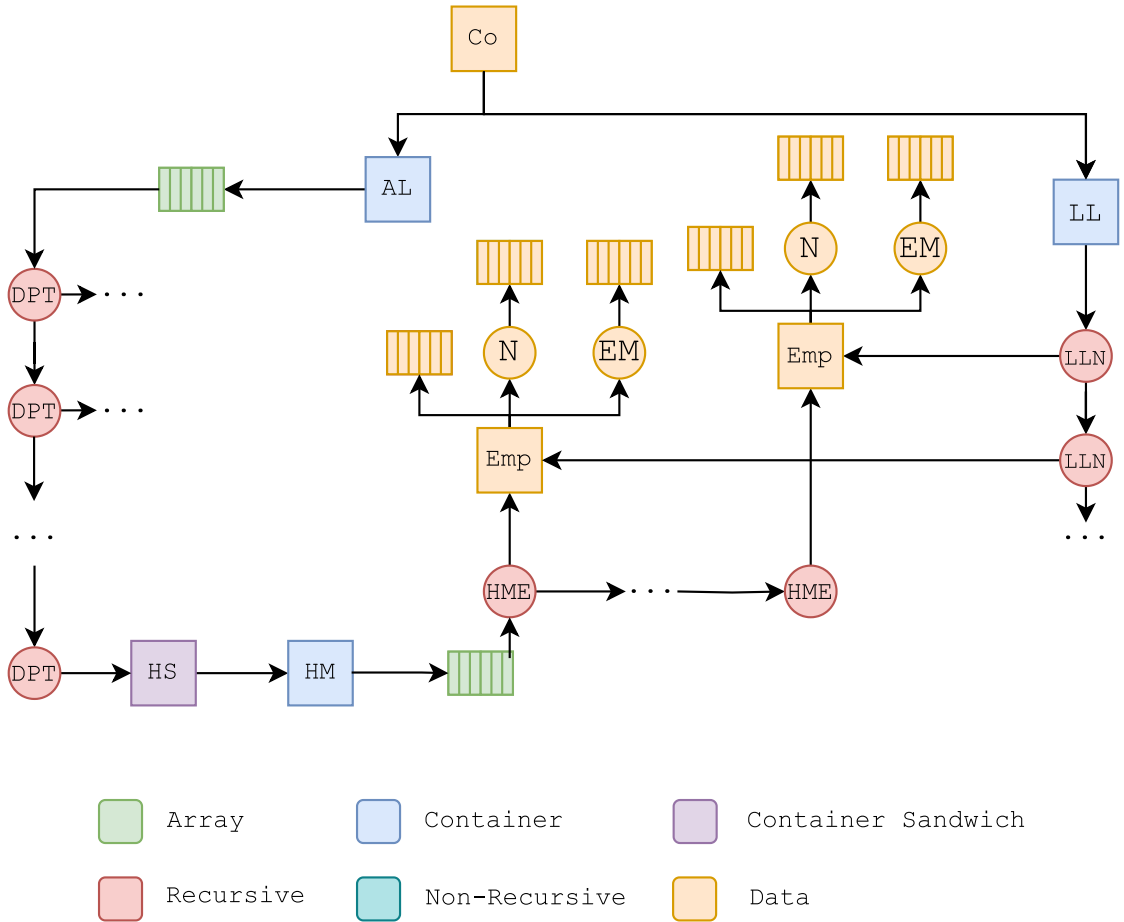 Co
AL
LL
N
EM
DPT
...
N
EM
Emp
LLN
DPT
...
Emp
LLN
...
...
HME
...
HME
DPT
HS
HM
Array
Container
Container Sandwich
Recursive
Non-Recursive
Data